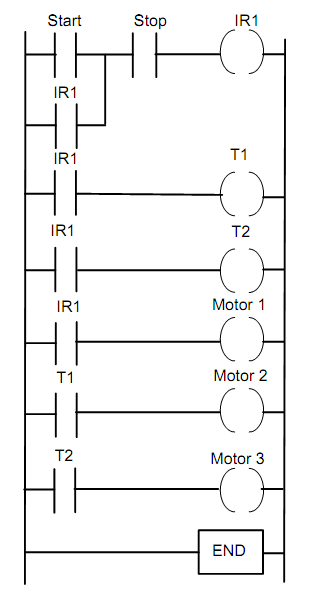 Start Stop IR1
IR1
IR1 T1
IR1 T2
IR1 Motor 1
T1 Motor 2
T2 Motor 3
END